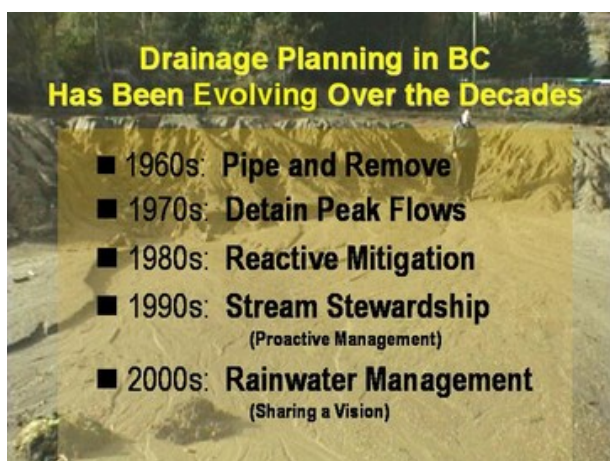 Drainage Planning in BC
Has Been Evolving Over the Decades
■ 1960s: Pipe and Remove
■ 1970s: Detain Peak Flows
■ 1980s: Reactive Mitigation
■ 1990s: Stream Stewardship
(Proactive Management)
■ 2000s: Rainwater Management
(Sharing a Vision)